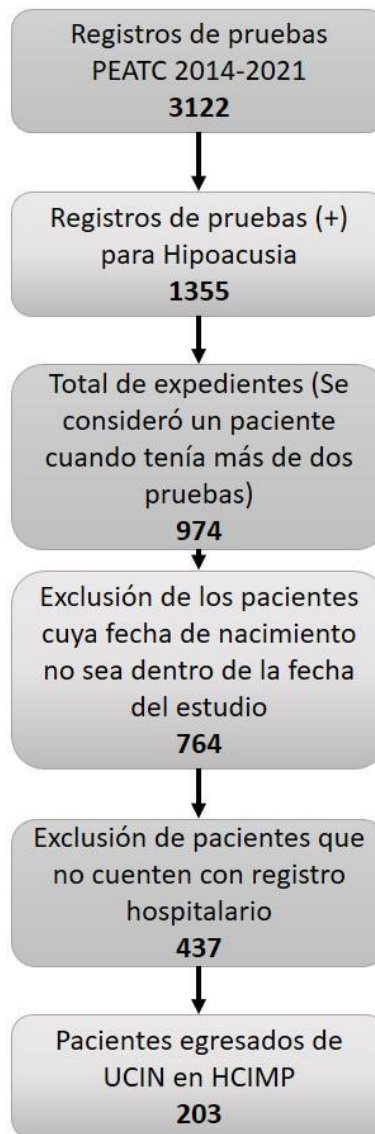 Registros de pruebas
PEATC 2014-2021
3122
Registros de pruebas (+)
para Hipoacusia
1355
Total de expedientes (Se
consideró un paciente
cuando tenía más de dos
pruebas)
974
Exclusión de los pacientes
cuya fecha de nacimiento
no sea dentro de la fecha
del estudio
764
Exclusión de pacientes que
no cuenten con registro
hospitalario
437
Pacientes egresados de
UCIN en HCIMP
203